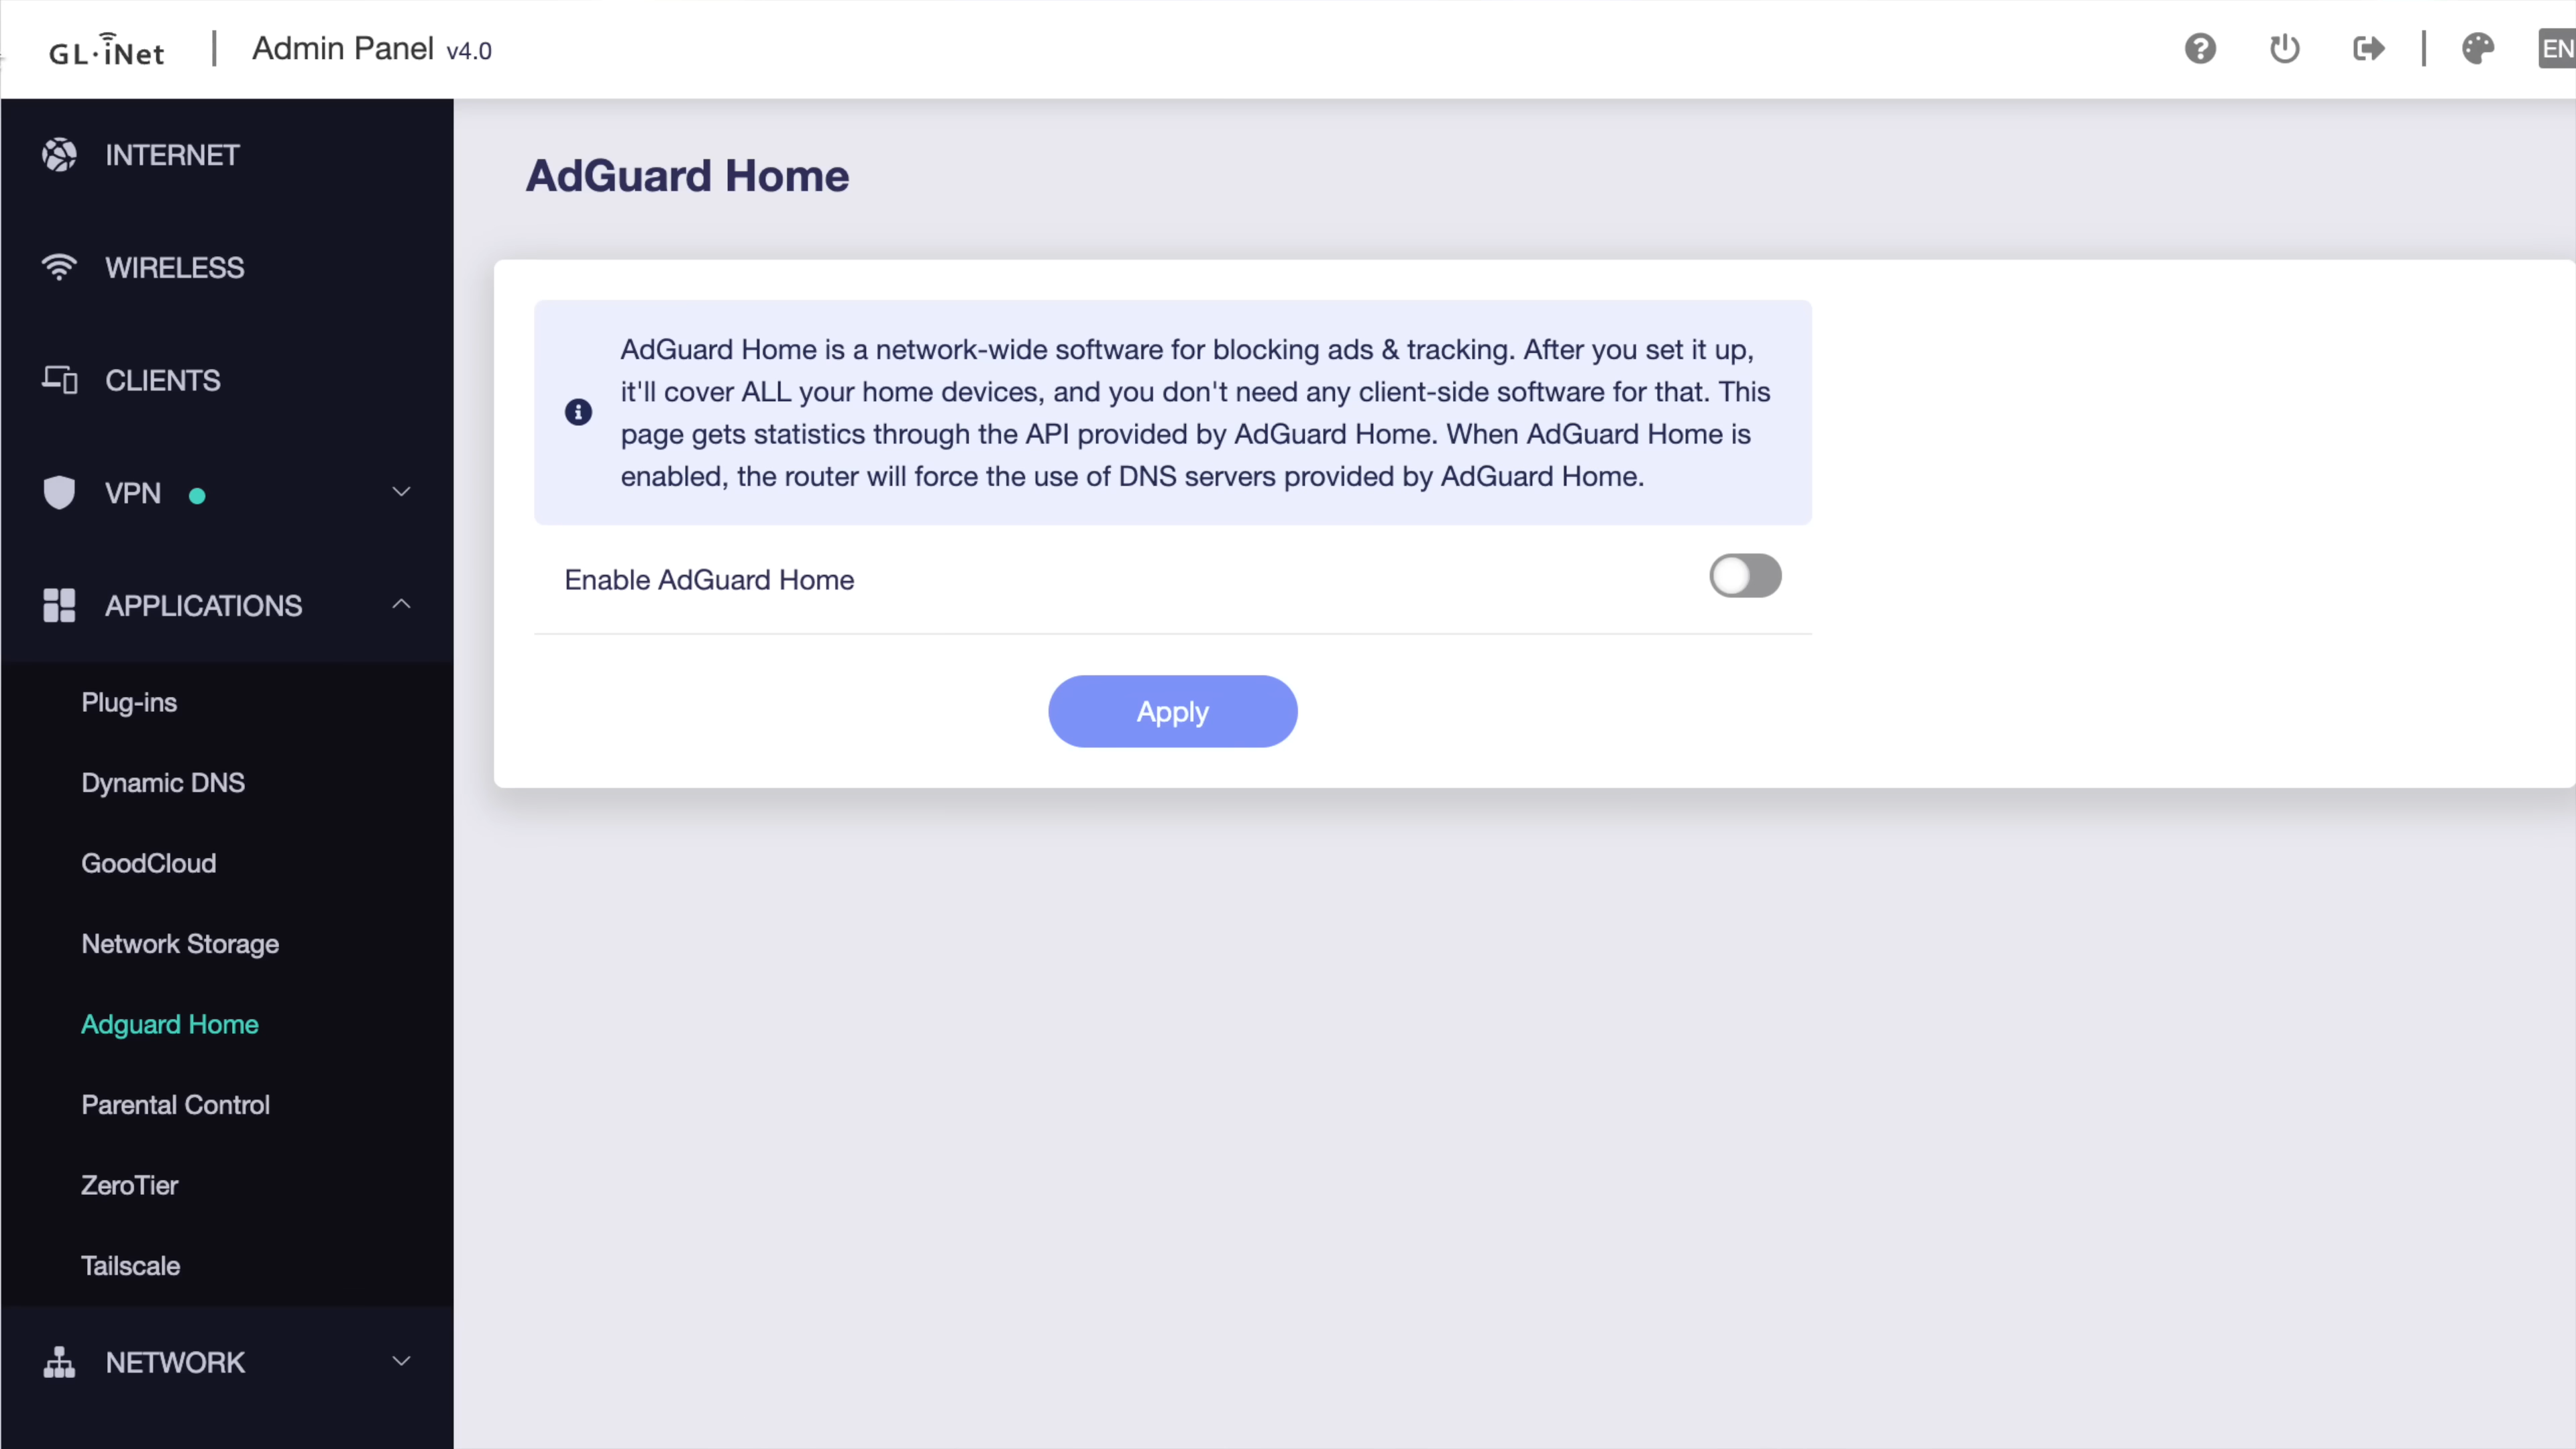 GL·iNet | Admin Panel v4.0
EN
INTERNET
WIRELESS
CLIENTS
VPN
APPLICATIONS
Plug-ins
Dynamic DNS
GoodCloud
Network Storage
Adguard Home
Parental Control
ZeroTier
Tailscale
NETWORK
AdGuard Home
AdGuard Home is a network-wide software for blocking ads & tracking. After you set it up,
it'll cover ALL your home devices, and you don't need any client-side software for that. This
page gets statistics through the API provided by AdGuard Home. When AdGuard Home is
enabled, the router will force the use of DNS servers provided by AdGuard Home.
Enable AdGuard Home
Apply